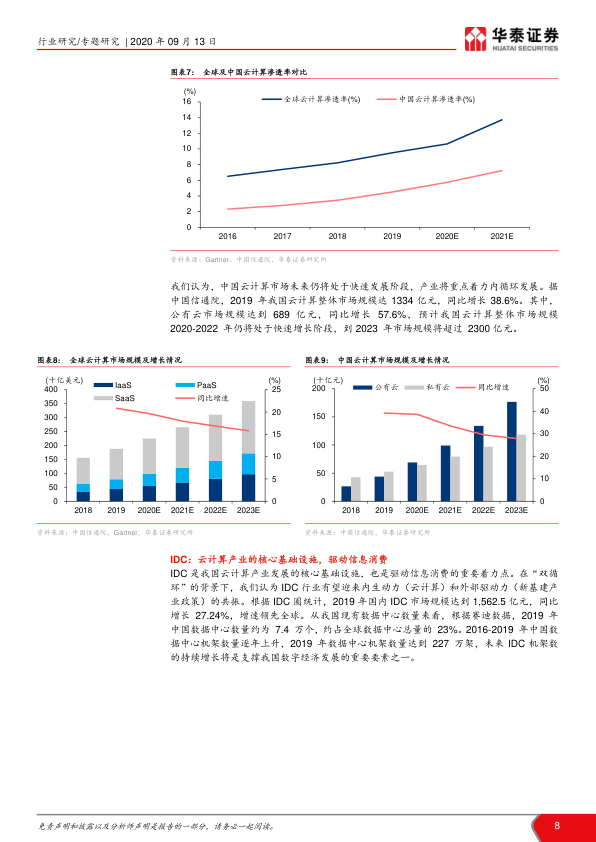 行业研究/专题研究 | 2020 年 09 月 13 日
华泰证券
HUATAI SECURITIES
图表7： 全球及中国云计算渗透率对比
(%)
全球云计算渗透率(%)
中国云计算渗透率(%)
16
14
12
10
8
6
4
2
0
2016 2017 2018 2019 2020E 2021E
资料来源：Gartner、中国信通院、华泰证券研究所
我们认为，中国云计算市场未来仍将处于快速发展阶段，产业将重点着力内循环发展。据
中国信通院，2019 年我国云计算整体市场规模达 1334 亿元，同比增长 38.6%。其中，
公有云市场规模达到 689 亿元，同比增长 57.6%，预计我国云计算整体市场规模
2020-2022 年仍将处于快速增长阶段，到 2023 年市场规模将超过 2300 亿元。
图表8： 全球云计算市场规模及增长情况
(十亿美元)
(%)
IaaS
PaaS
SaaS
同比增速
400
350
300
250
200
150
100
50
0
25
20
15
10
5
0
2018 2019 2020E 2021E 2022E 2023E
资料来源：中国信通院，Gartner，华泰证券研究所
图表9： 中国云计算市场规模及增长情况
(十亿元)
(%)
公有云
私有云
同比增速
200
150
100
50
0
50
40
30
20
10
0
2018 2019 2020E 2021E 2022E 2023E
资料来源：中国信通院，华泰证券研究所
IDC：云计算产业的核心基础设施，驱动信息消费
IDC 是我国云计算产业发展的核心基础设施，也是驱动信息消费的重要着力点。在“双循
环”的背景下，我们认为 IDC 行业有望迎来内生动力（云计算）和外部驱动力（新基建产
业政策）的共振。根据 IDC 圈统计，2019 年国内 IDC 市场规模达到 1,562.5 亿元，同比
增长 27.24%，增速领先全球。从我国现有数据中心数量来看，根据赛迪数据，2019 年
中国数据中心数量约为 7.4 万个，约占全球数据中心总量的 23%。2016-2019 年中国数
据中心机架数量逐年上升，2019 年数据中心机架数量达到 227 万架，未来 IDC 机架数
的持续增长将是支撑我国数字经济发展的重要要素之一。
免责声明和披露以及分析师声明是报告的一部分，请务必一起阅读。
8